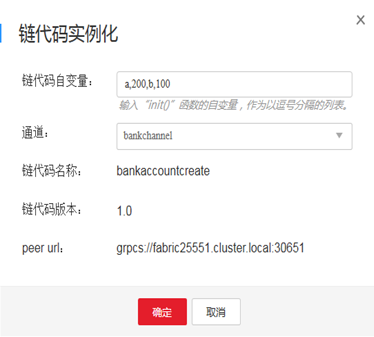 链代码实例化
链代码自变量： a,200,b,100
输入“init()”函数的自变量，作为以逗号分隔的列表。
通道： bankchannel
链代码名称： bankaccountcreate
链代码版本： 1.0
peer url： grpcs://fabric25551.cluster.local:30651
确定 取消